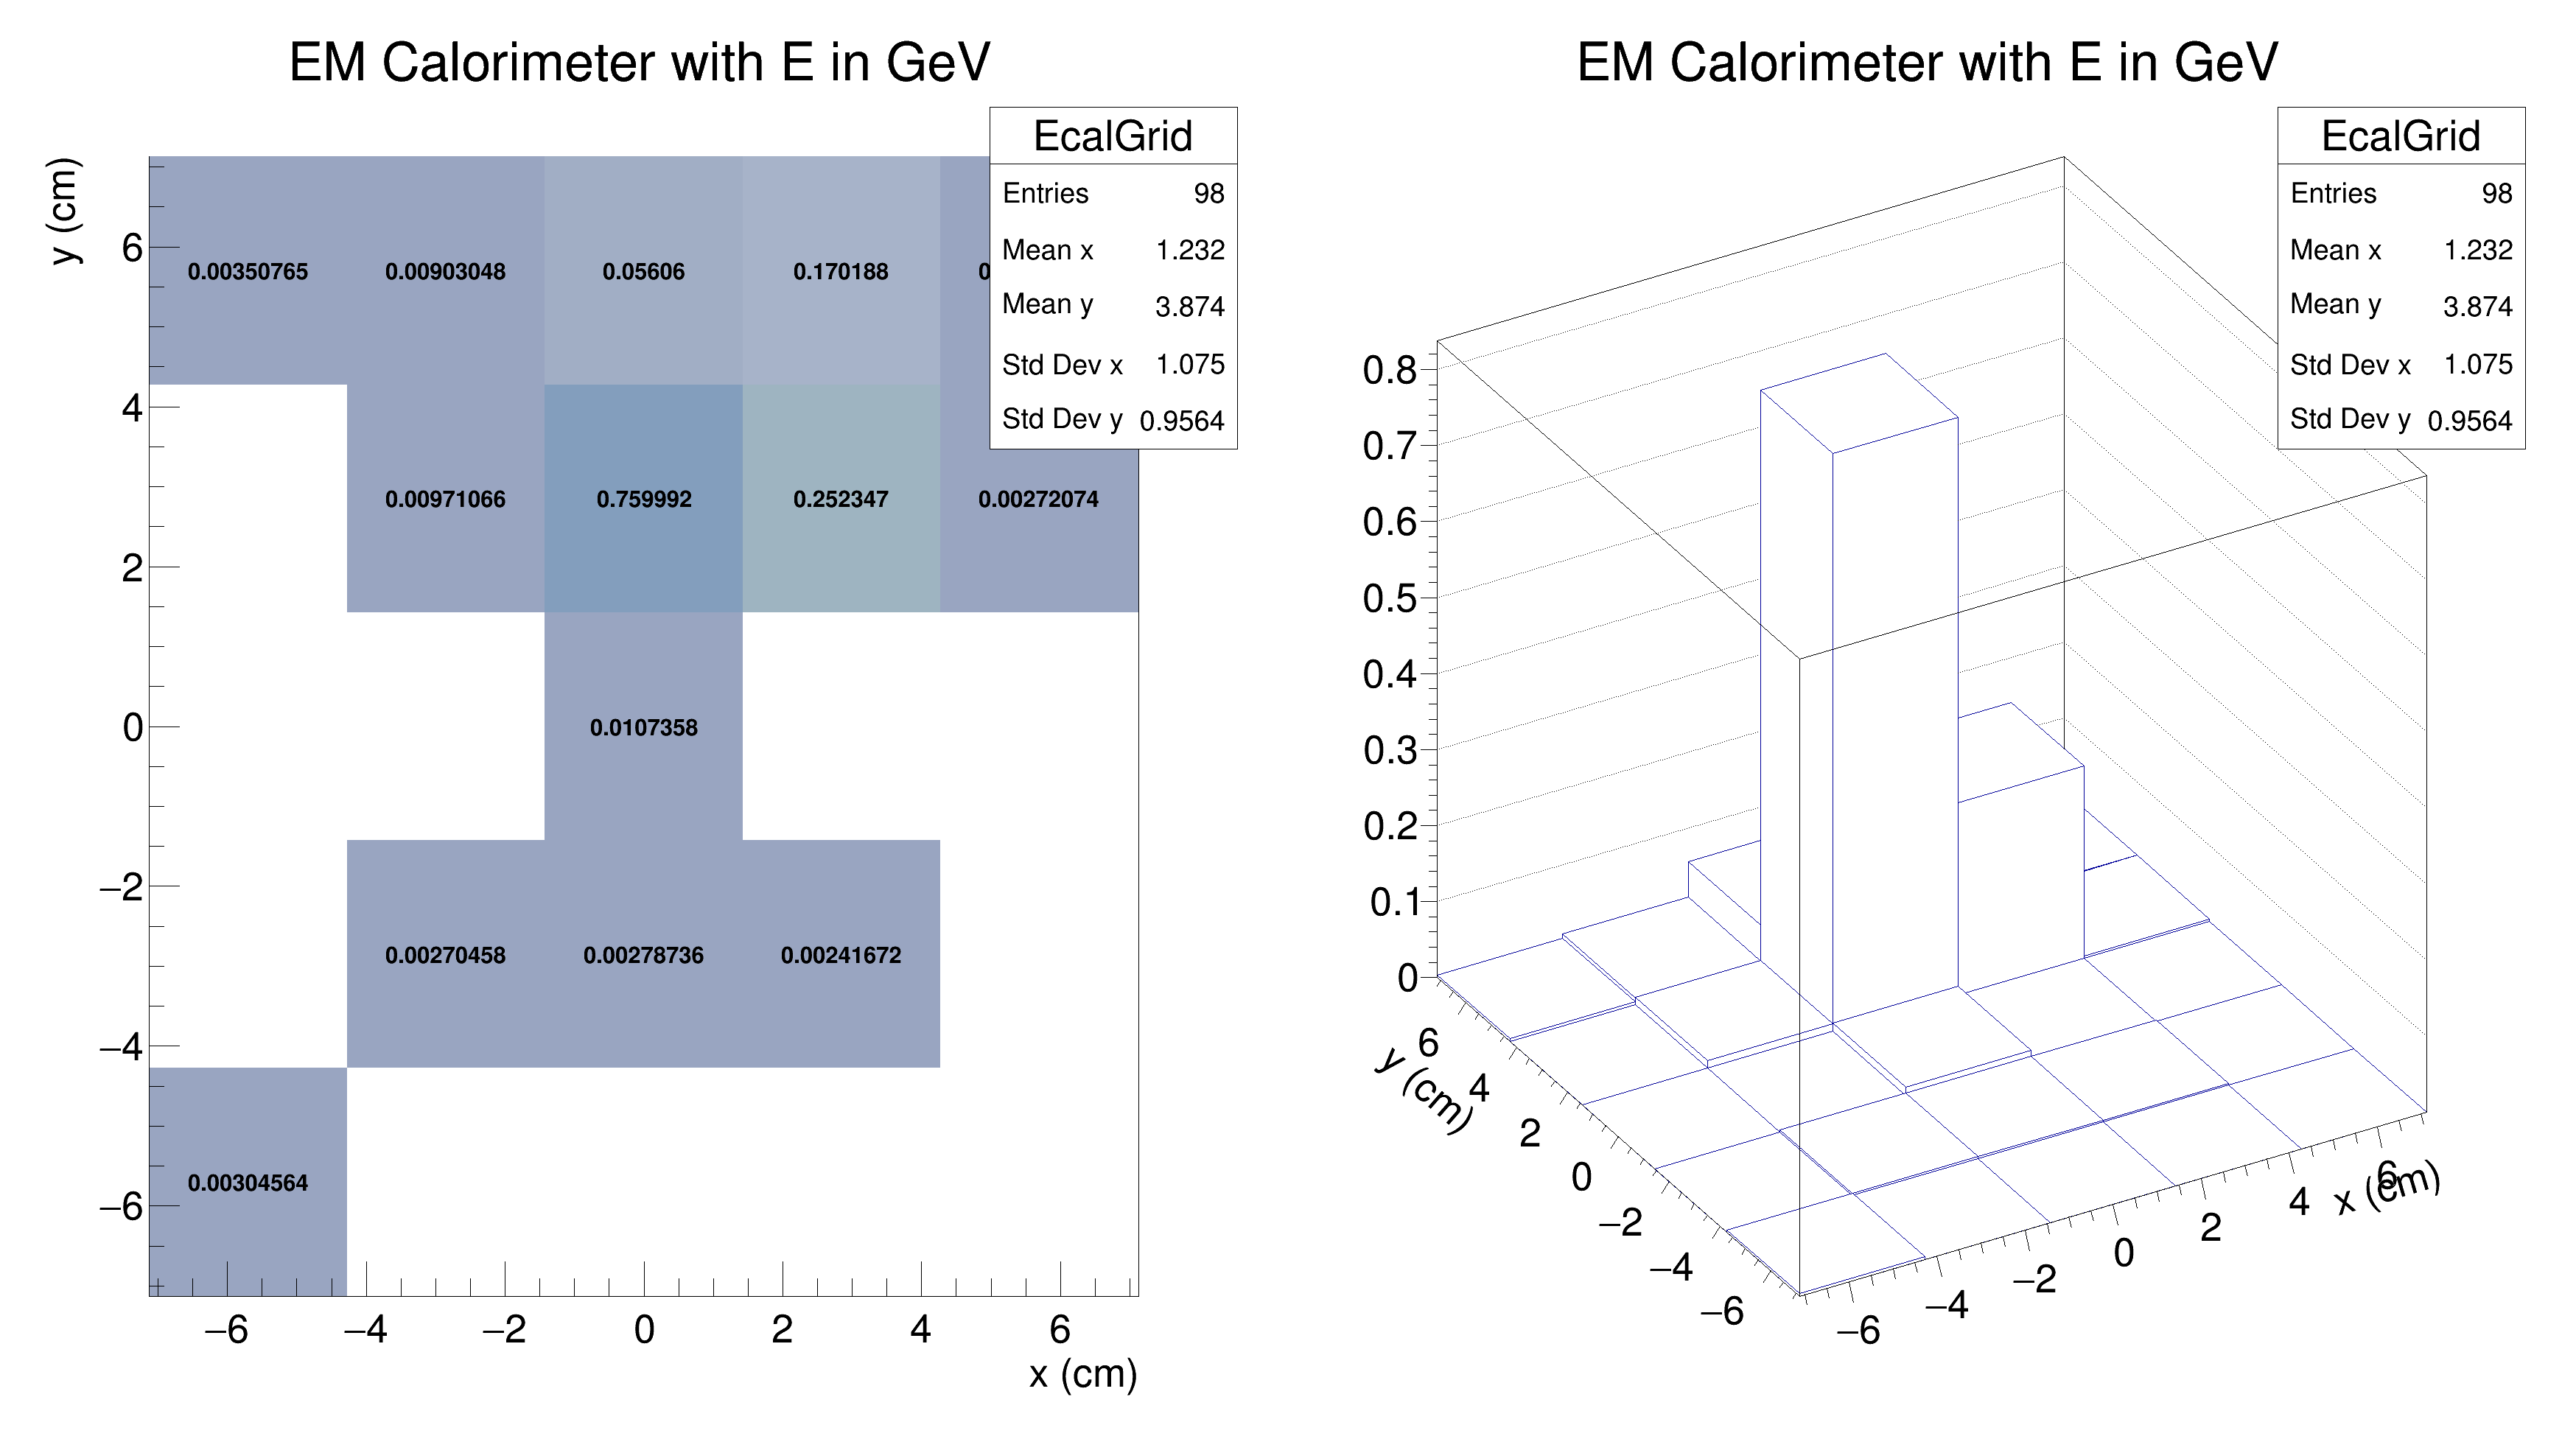 EM Calorimeter with E in GeV
EcalGrid
Entries 98
Mean x 1.232
Mean y 3.874
Std Dev x 1.075
Std Dev y 0.9564
y (cm)
6
4
2
0
−2
−4
−6
0.00350765 0.00903048 0.05606 0.170188 0
0.00971066 0.759992 0.252347 0.00272074
0.0107358
0.00270458 0.00278736 0.00241672
0.00304564
−6 −4 −2 0 2 4 6
x (cm)
EM Calorimeter with E in GeV
EcalGrid
Entries 98
Mean x 1.232
Mean y 3.874
Std Dev x 1.075
Std Dev y 0.9564
0.8
0.7
0.6
0.5
0.4
0.3
0.2
0.1
0
6
4
2
0
−2
−4
−6
y (cm)
−6
−4
−2
0
2
4
6
x (cm)